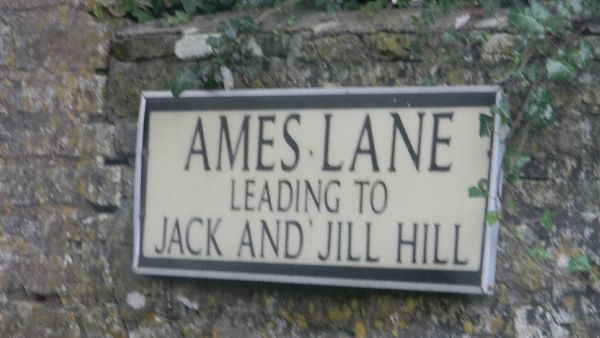 AMES LANE
LEADING TO
JACK AND JILL HILL